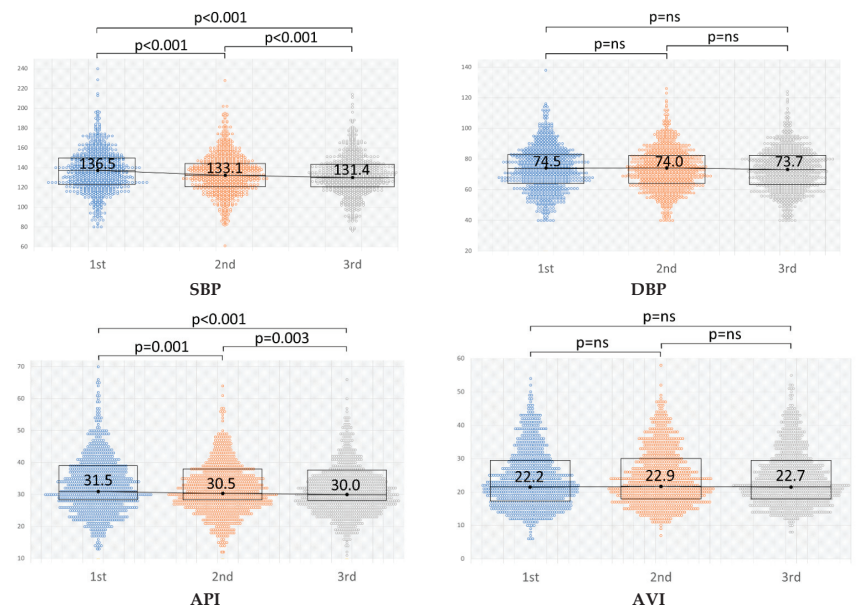 p<0.001
p<0.001 p<0.001
240
220
200
180
160
140
120
100
80
60
136.5 133.1 131.4
1st 2nd 3rd
SBP
p=ns
p=ns p=ns
140
120
100
80
60
40
20
74.5 74.0 73.7
1st 2nd 3rd
DBP
p<0.001
p=0.001 p=0.003
70
60
50
40
30
20
10
31.5 30.5 30.0
1st 2nd 3rd
API
p=ns
p=ns p=ns
60
50
40
30
20
10
0
22.2 22.9 22.7
1st 2nd 3rd
AVI